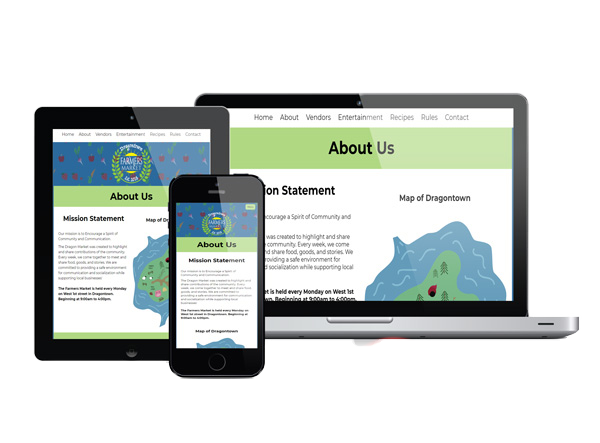 Home About Vendors Entertainment Recipes Rules Contact
About Us
on Statement
Map of Dragontown
courage a Spirit of Community and
was created to highlight and share
e community. Every week, we come
d share food, goods, and stories. We
roviding a safe environment for
d socialization while supporting local
et is held every Monday on West 1st
ntown. Beginning at 9:00am to 4:00pm.
Home About Vendors Entertainment Recipes Rules Contact
Dragontown
FARMERS
MARKET
About Us
Mission Statement
Map of Drago
Our mission is to Encourage a Spirit of
Community and Communication
The Dragon Market was created to highlight
and share contributions of the community.
Every week, we come together to meet and
share food, goods, and stories. We are
committed to providing a safe environment
for communication and socialization while
supporting local businesses.
The Farmers Market is held every Monday
on West 1st street in Dragontown.
Beginning at 9:00am to 4:00pm.
FARMERS
MARKET
About Us
Mission Statement
Our mission is to Encourage a Spirit of
Community and Communication
The Dragon Market was created to highlight and
share contributions of the community. Every
week, we come together to meet and share food,
goods, and stories. We are committed to
providing a safe environment for communication
and socialization while supporting local
businesses.
The Farmers Market is held every Monday on
West 1st street in Dragontown. Beginning at
9:00am to 4:00pm.
Map of Dragontown